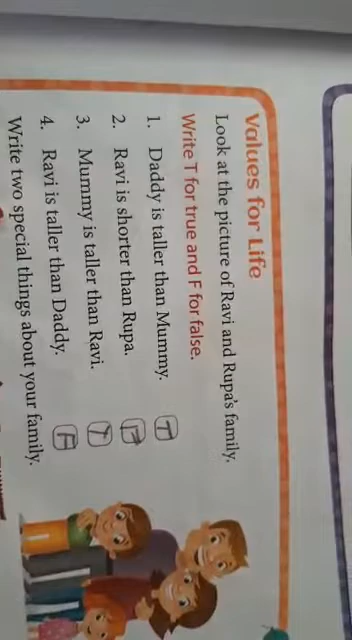 Values for Life
Look at the picture of Ravi and Rupa's family.
Write T for true and F for false.
1. Daddy is taller than Mummy. T
2. Ravi is shorter than Rupa. F
3. Mummy is taller than Ravi. T
4. Ravi is taller than Daddy. F
Write two special things about your family.